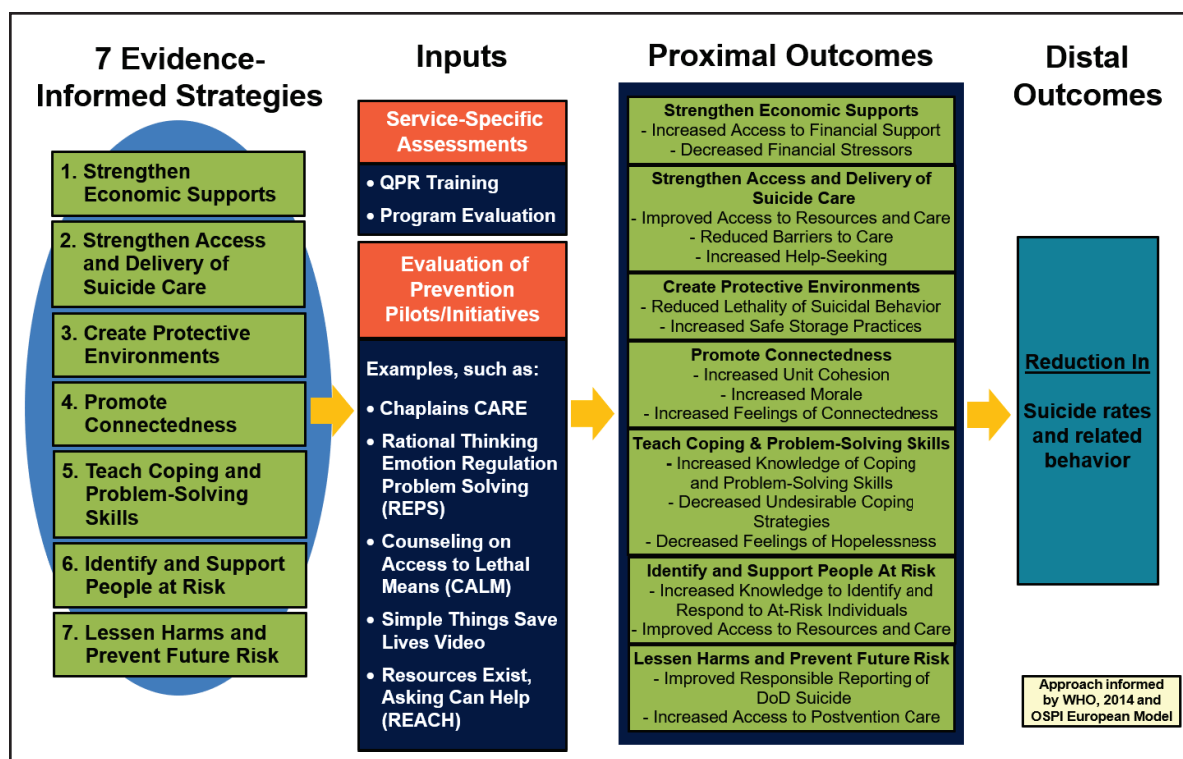 7 Evidence-
Informed Strategies
1. Strengthen
Economic Supports
2. Strengthen Access
and Delivery of
Suicide Care
3. Create Protective
Environments
4. Promote
Connectedness
5. Teach Coping and
Problem-Solving
Skills
6. Identify and Support
People at Risk
7. Lessen Harms and
Prevent Future Risk
Inputs
Service-Specific
Assessments
• QPR Training
• Program Evaluation
Evaluation of
Prevention
Pilots/Initiatives
Examples, such as:
• Chaplains CARE
• Rational Thinking
Emotion Regulation
Problem Solving
(REPS)
• Counseling on
Access to Lethal
Means (CALM)
• Simple Things Save
Lives Video
• Resources Exist,
Asking Can Help
(REACH)
Proximal Outcomes
Strengthen Economic Supports
- Increased Access to Financial Support
- Decreased Financial Stressors
Strengthen Access and Delivery of
Suicide Care
- Improved Access to Resources and Care
- Reduced Barriers to Care
- Increased Help-Seeking
Create Protective Environments
- Reduced Lethality of Suicidal Behavior
- Increased Safe Storage Practices
Promote Connectedness
- Increased Unit Cohesion
- Increased Morale
- Increased Feelings of Connectedness
Teach Coping & Problem-Solving Skills
- Increased Knowledge of Coping
and Problem-Solving Skills
- Decreased Undesirable Coping
Strategies
- Decreased Feelings of Hopelessness
Identify and Support People At Risk
- Increased Knowledge to Identify and
Respond to At-Risk Individuals
- Improved Access to Resources and Care
Lessen Harms and Prevent Future Risk
- Improved Responsible Reporting of
DoD Suicide
- Increased Access to Postvention Care
Distal
Outcomes
Reduction In
Suicide rates
and related
behavior
Approach informed
by WHO, 2014 and
OSPI European Model